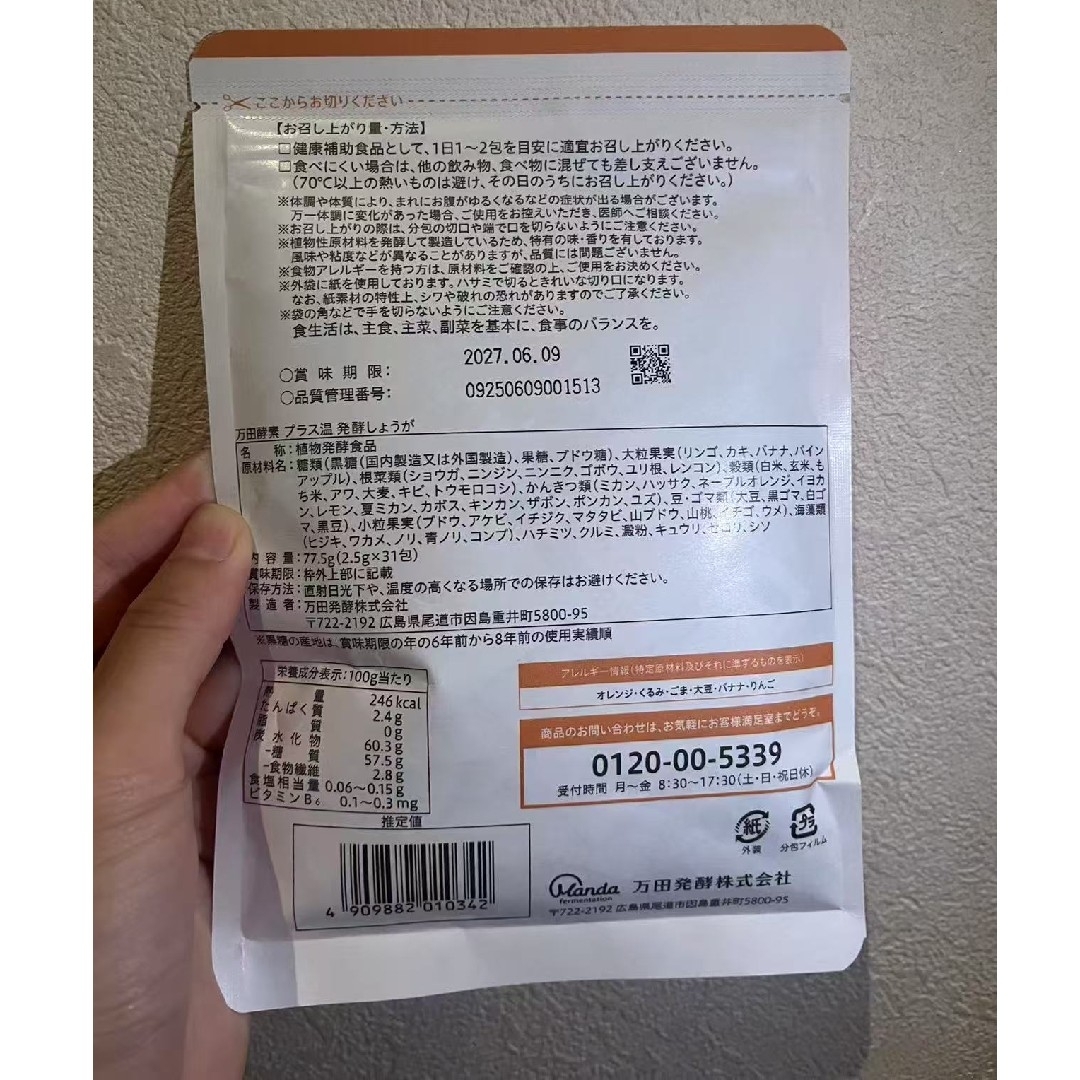 ここからお切りください
【お召し上がり量・方法】
□健康補助食品として、1日1〜2包を目安に適宜お召し上がりください。
□食べにくい場合は、他の飲み物、食べ物に混ぜても差し支えございません。
(70℃以上の熱いものは避け、その日のうちにお召し上がりください。)
※体調や体質により、まれにお腹がゆるくなるなどの症状が出る場合がございます。
万一体調に変化があった場合、ご使用をお控えいただき、医師へご相談ください。
※お召し上がりの際は、分包の切口や端で口を切らないようにご注意ください。
※植物性原材料を発酵して製造しているため、特有の味・香りを有しております。
風味や粘度などが異なることがありますが、品質には問題ございません。
※食物アレルギーを持つ方は、原材料をご確認の上、ご使用をお決めください。
※外袋に紙を使用しております。ハサミで切るときれいな切り口になります。
なお、紙素材の特性上、シワや破れの恐れがありますのでご了承ください。
※袋の角などで手を切らないようにご注意ください。
食生活は、主食、主菜、副菜を基本に、食事のバランスを。
○賞味期限: 2027.06.09
○品質管理番号: 09250609001513
万田酵素 プラス温 発酵しょうが
名 称:植物発酵食品
原材料名:糖類(黒糖(国内製造又は外国製造)、果糖、ブドウ糖)、大粒果実(リンゴ、カキ、バナナ、パイン
アップル)、根菜類(ショウガ、ニンジン、ニンニク、ゴボウ、ユリ根、レンコン)、穀類(白米、玄米、も
ち米、アワ、大麦、キビ、トウモロコシ)、かんきつ類(ミカン、ハッサク、ネーブルオレンジ、イヨカ
ン、レモン、夏ミカン、カボス、キンカン、ザボン、ポンカン、ユズ)、豆・ゴマ類(大豆、黒ゴマ、白ゴ
マ、黒豆)、小粒果実(ブドウ、アケビ、イチジク、マタタビ、山ブドウ、山桃、イチゴ、ウメ)、海藻類
(ヒジキ、ワカメ、ノリ、青ノリ、コンブ)、ハチミツ、クルミ、澱粉、キュウリ、セロリ、シソ
内容量:77.5g(2.5g×31包)
賞味期限:枠外上部に記載
保存方法:直射日光下や、温度の高くなる場所での保存はお避けください。
製造者:万田発酵株式会社
〒722-2192 広島県尾道市因島重井町5800-95
※黒糖の産地は、賞味期限の年の6年前から8年前の使用実績順
栄養成分表示:100g当たり
量 246kcal
たんぱく質 2.4g
脂質 0g
炭水化物 60.3g
-糖質 57.5g
-食物繊維 2.8g
食塩相当量 0.06〜0.15g
ビタミンB₆ 0.1〜0.3mg
推定値
アレルギー情報(特定原材料及びそれに準ずるものを表示)
オレンジ・くるみ・ごま・大豆・バナナ・りんご
商品のお問い合わせは、お気軽にお客様満足室までどうぞ。
0120-00-5339
受付時間 月〜金 8:30〜17:30(土・日・祝日休)
紙
外装
プラ
分包フィルム
4 909882 010342
Manda
fermentation
万田発酵株式会社
〒722-2192 広島県尾道市因島重井町5800-95